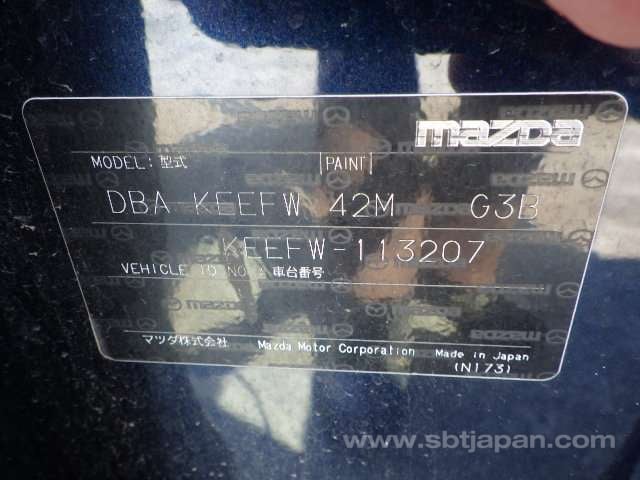 mazda
MODEL: 型式 PAINT
DBA KEEFW 42M G3B
KEEFW-113207
VEHICLE ID NO. 車台番号
マツダ株式会社 Mazda Motor Corporation Made in Japan
(N173)
www.sbtjapan.com